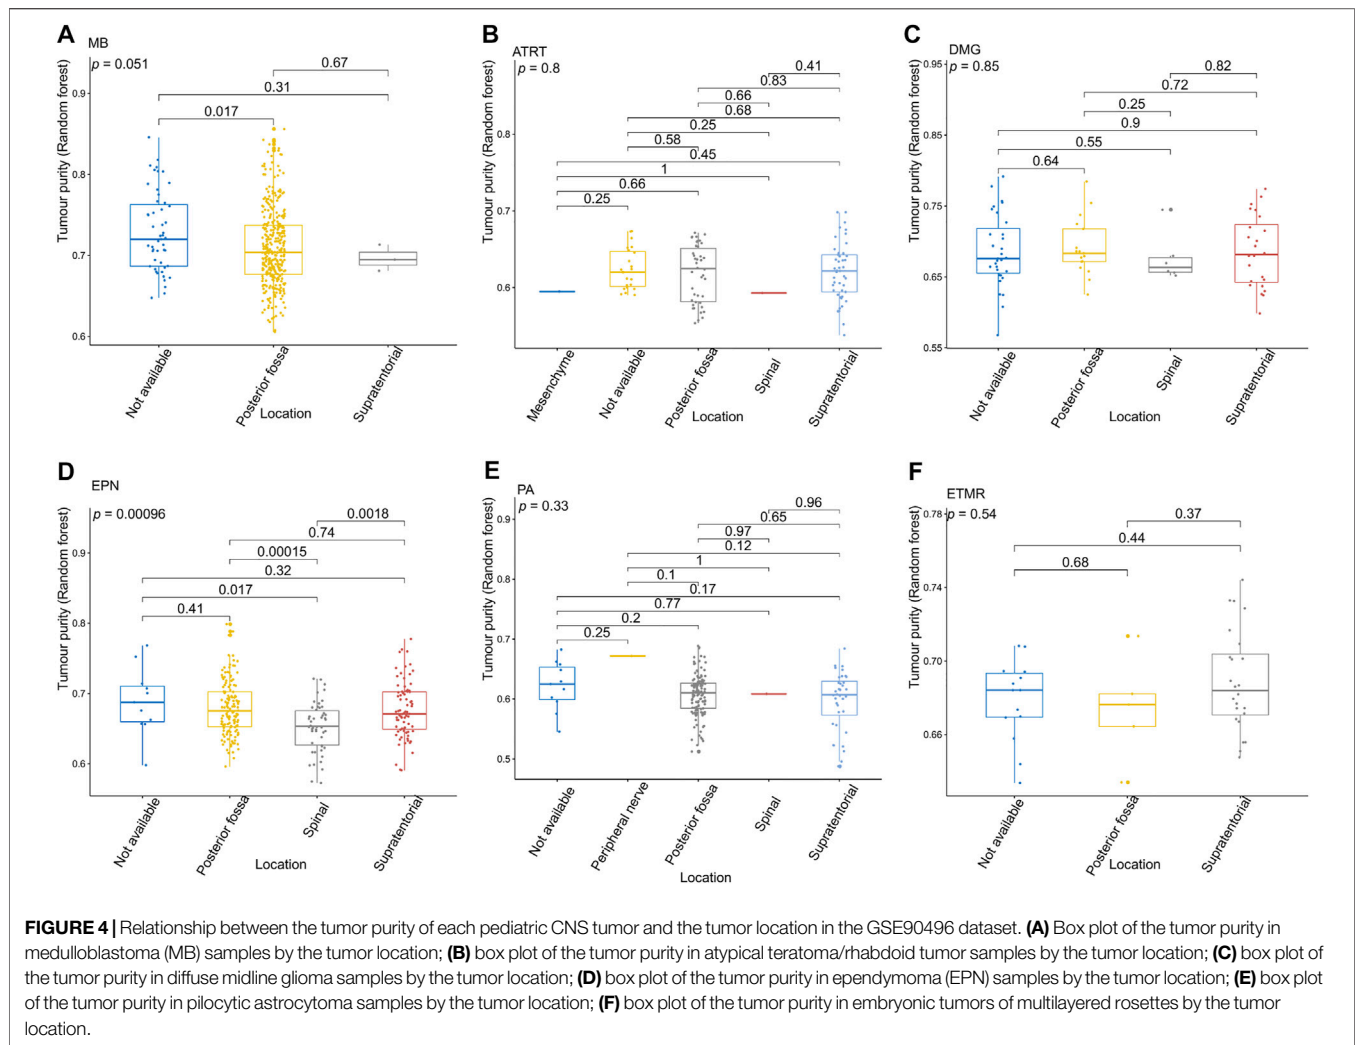 A
MB
p = 0.051
0.67
0.31
0.017
0.9
0.8
0.7
0.6
Tumour purity (Random forest)
Not available
Posterior fossa
Supratentorial
Location
B
ATRT
p = 0.8
0.41
0.83
0.66
0.68
0.25
0.58
0.45
1
0.66
0.25
0.8
0.7
0.6
Tumour purity (Random forest)
Mesenchyme
Not available
Posterior fossa
Spinal
Supratentorial
Location
C
DMG
p = 0.85
0.82
0.72
0.25
0.9
0.55
0.64
0.95
0.85
0.75
0.65
0.55
Tumour purity (Random forest)
Not available
Posterior fossa
Spinal
Supratentorial
Location
D
EPN
p = 0.00096
0.0018
0.74
0.00015
0.32
0.017
0.41
0.9
0.8
0.7
0.6
Tumour purity (Random forest)
Not available
Posterior fossa
Spinal
Supratentorial
Location
E
PA
p = 0.33
0.96
0.65
0.97
0.12
1
0.1
0.17
0.77
0.2
0.25
0.9
0.8
0.7
0.6
0.5
Tumour purity (Random forest)
Not available
Peripheral nerve
Posterior fossa
Spinal
Supratentorial
Location
F
ETMR
p = 0.54
0.37
0.44
0.68
0.78
0.74
0.70
0.66
Tumour purity (Random forest)
Not available
Posterior fossa
Supratentorial
Location
FIGURE 4 | Relationship between the tumor purity of each pediatric CNS tumor and the tumor location in the GSE90496 dataset. (A) Box plot of the tumor purity in
medulloblastoma (MB) samples by the tumor location; (B) box plot of the tumor purity in atypical teratoma/rhabdoid tumor samples by the tumor location; (C) box plot of
the tumor purity in diffuse midline glioma samples by the tumor location; (D) box plot of the tumor purity in ependymoma (EPN) samples by the tumor location; (E) box plot
of the tumor purity in pilocytic astrocytoma samples by the tumor location; (F) box plot of the tumor purity in embryonic tumors of multilayered rosettes by the tumor
location.